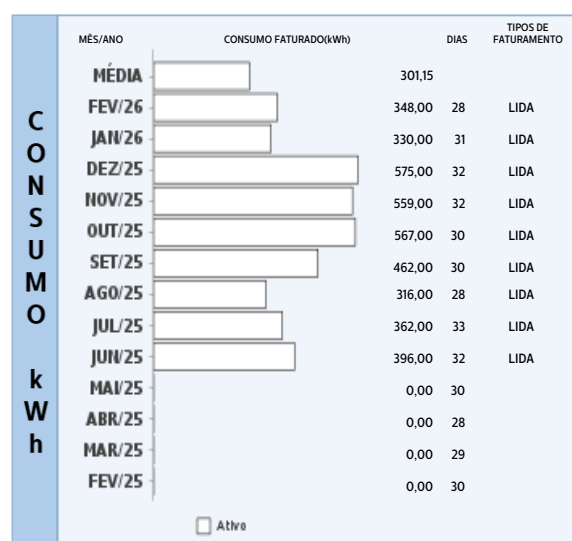 MÊS/ANO CONSUMO FATURADO(kWh) DIAS TIPOS DE FATURAMENTO
CONSUMO kWh
MÉDIA 301,15
FEV/26 348,00 28 LIDA
JAN/26 330,00 31 LIDA
DEZ/25 575,00 32 LIDA
NOV/25 559,00 32 LIDA
OUT/25 567,00 30 LIDA
SET/25 462,00 30 LIDA
AGO/25 316,00 28 LIDA
JUL/25 362,00 33 LIDA
JUN/25 396,00 32 LIDA
MAI/25 0,00 30
ABR/25 0,00 28
MAR/25 0,00 29
FEV/25 0,00 30
Ativo